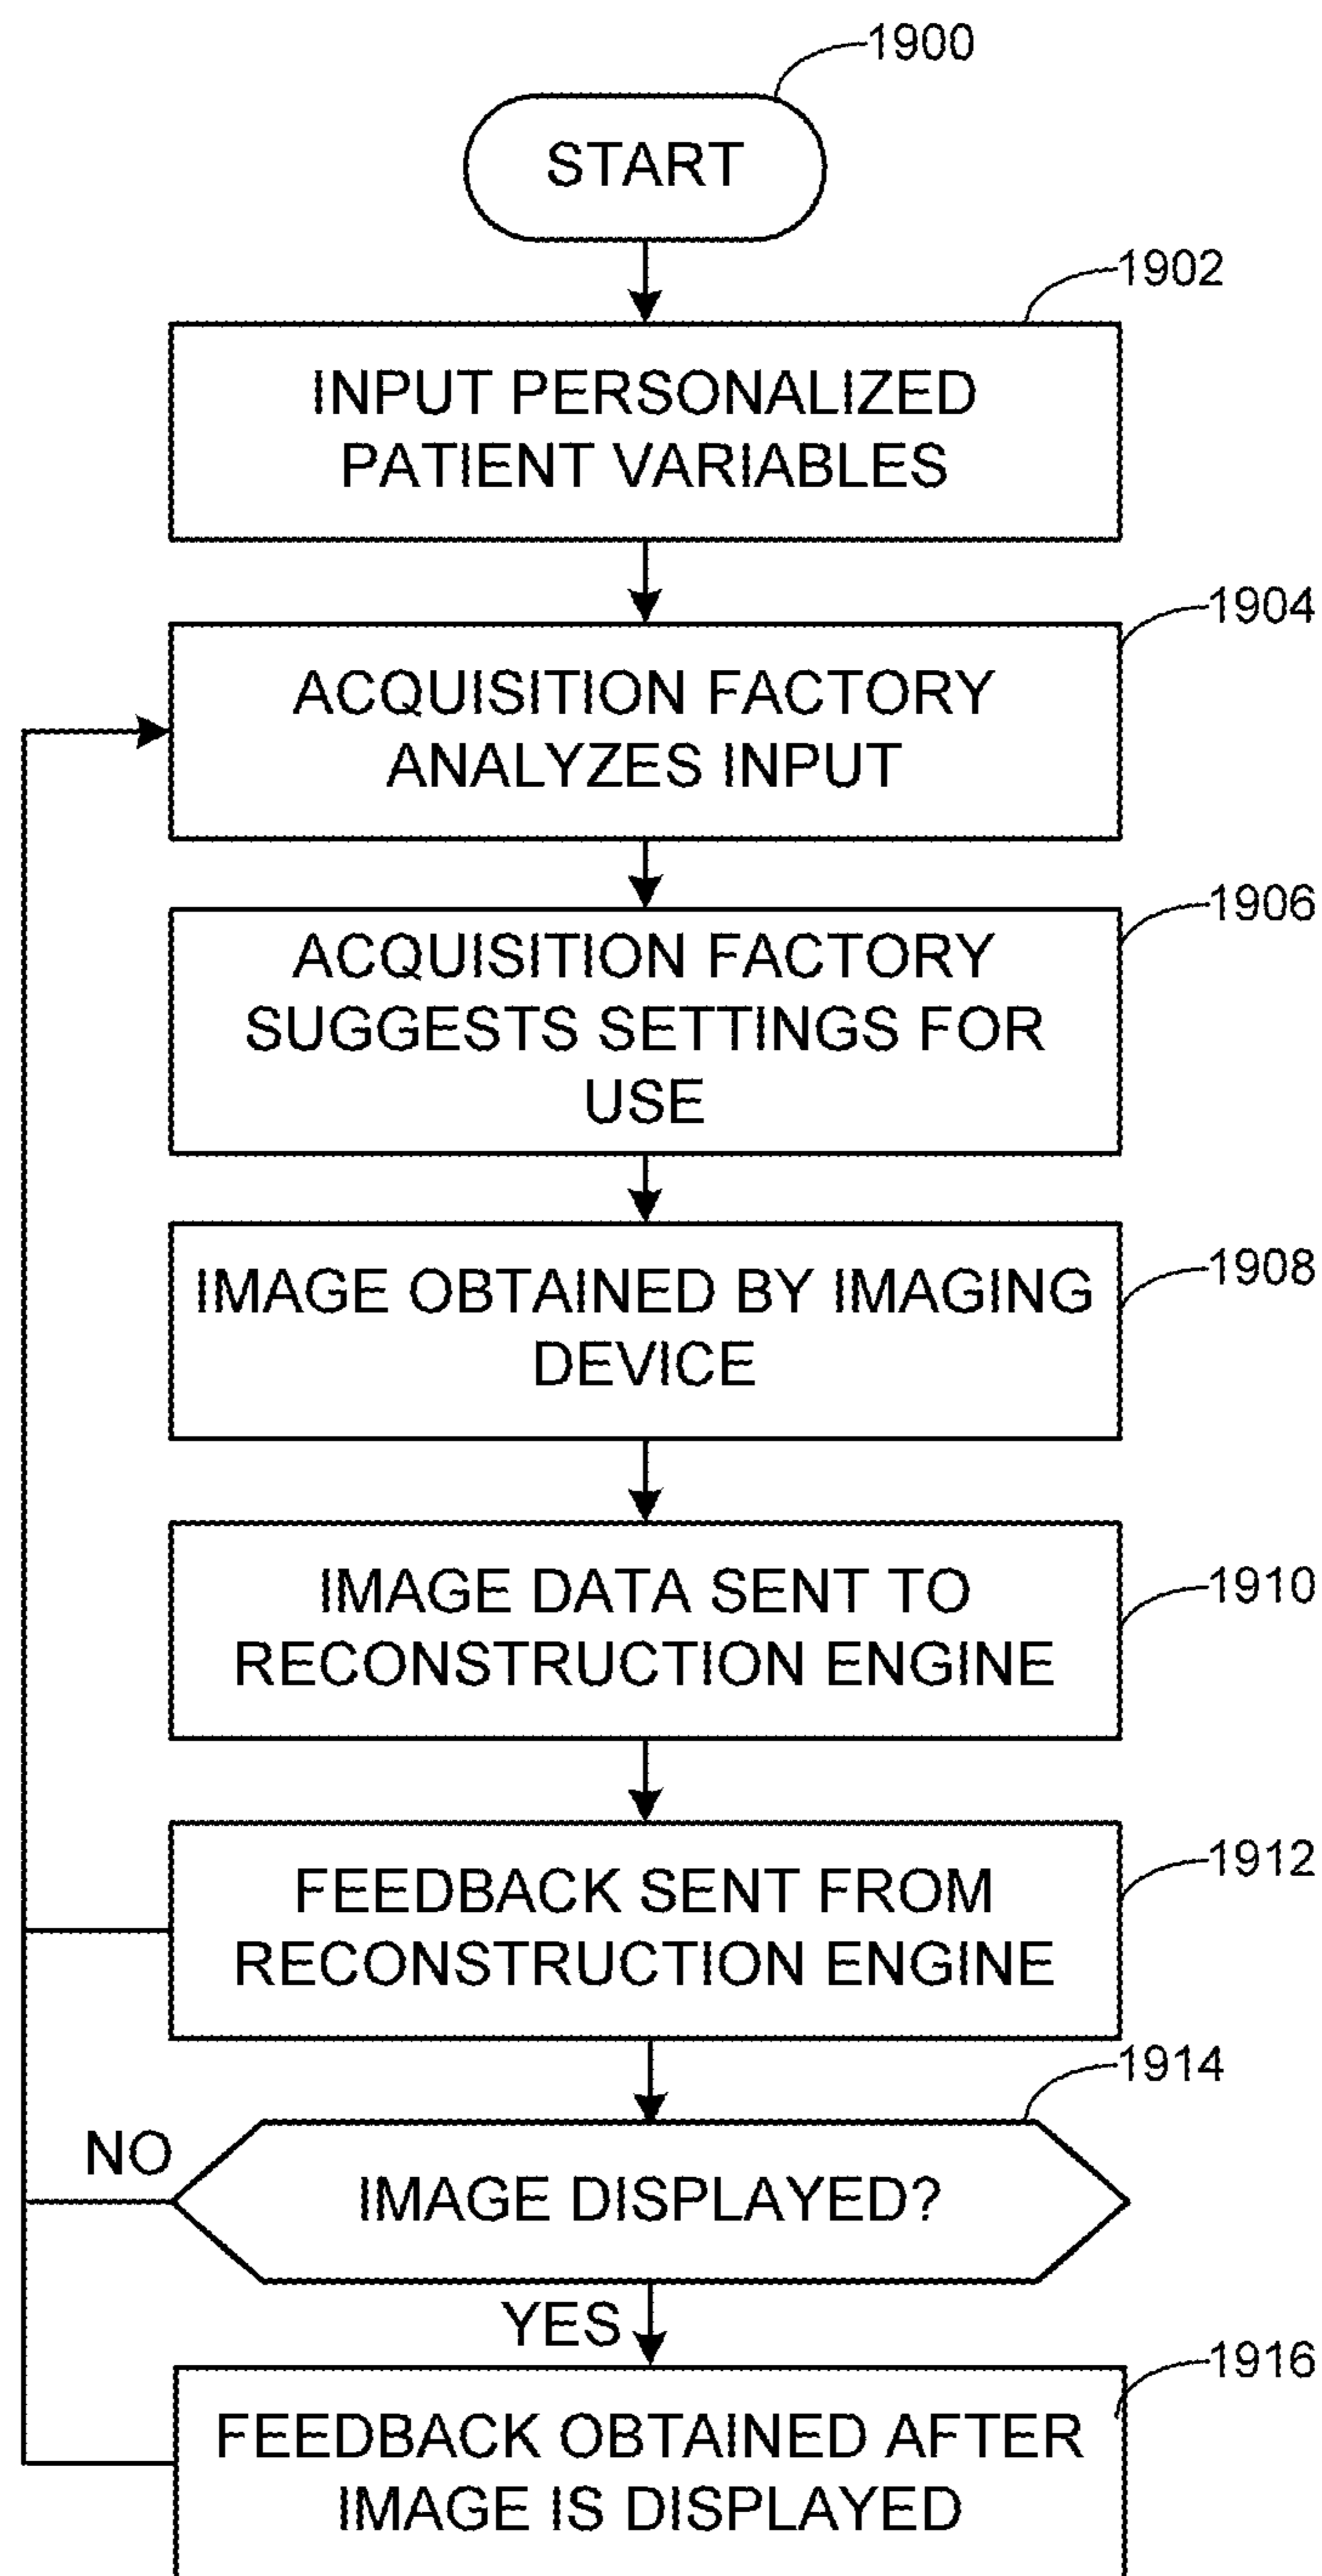 1900
START
1902
INPUT PERSONALIZED
PATIENT VARIABLES
1904
ACQUISITION FACTORY
ANALYZES INPUT
1906
ACQUISITION FACTORY
SUGGESTS SETTINGS FOR
USE
1908
IMAGE OBTAINED BY IMAGING
DEVICE
1910
IMAGE DATA SENT TO
RECONSTRUCTION ENGINE
1912
FEEDBACK SENT FROM
RECONSTRUCTION ENGINE
1914
NO
IMAGE DISPLAYED?
YES
1916
FEEDBACK OBTAINED AFTER
IMAGE IS DISPLAYED